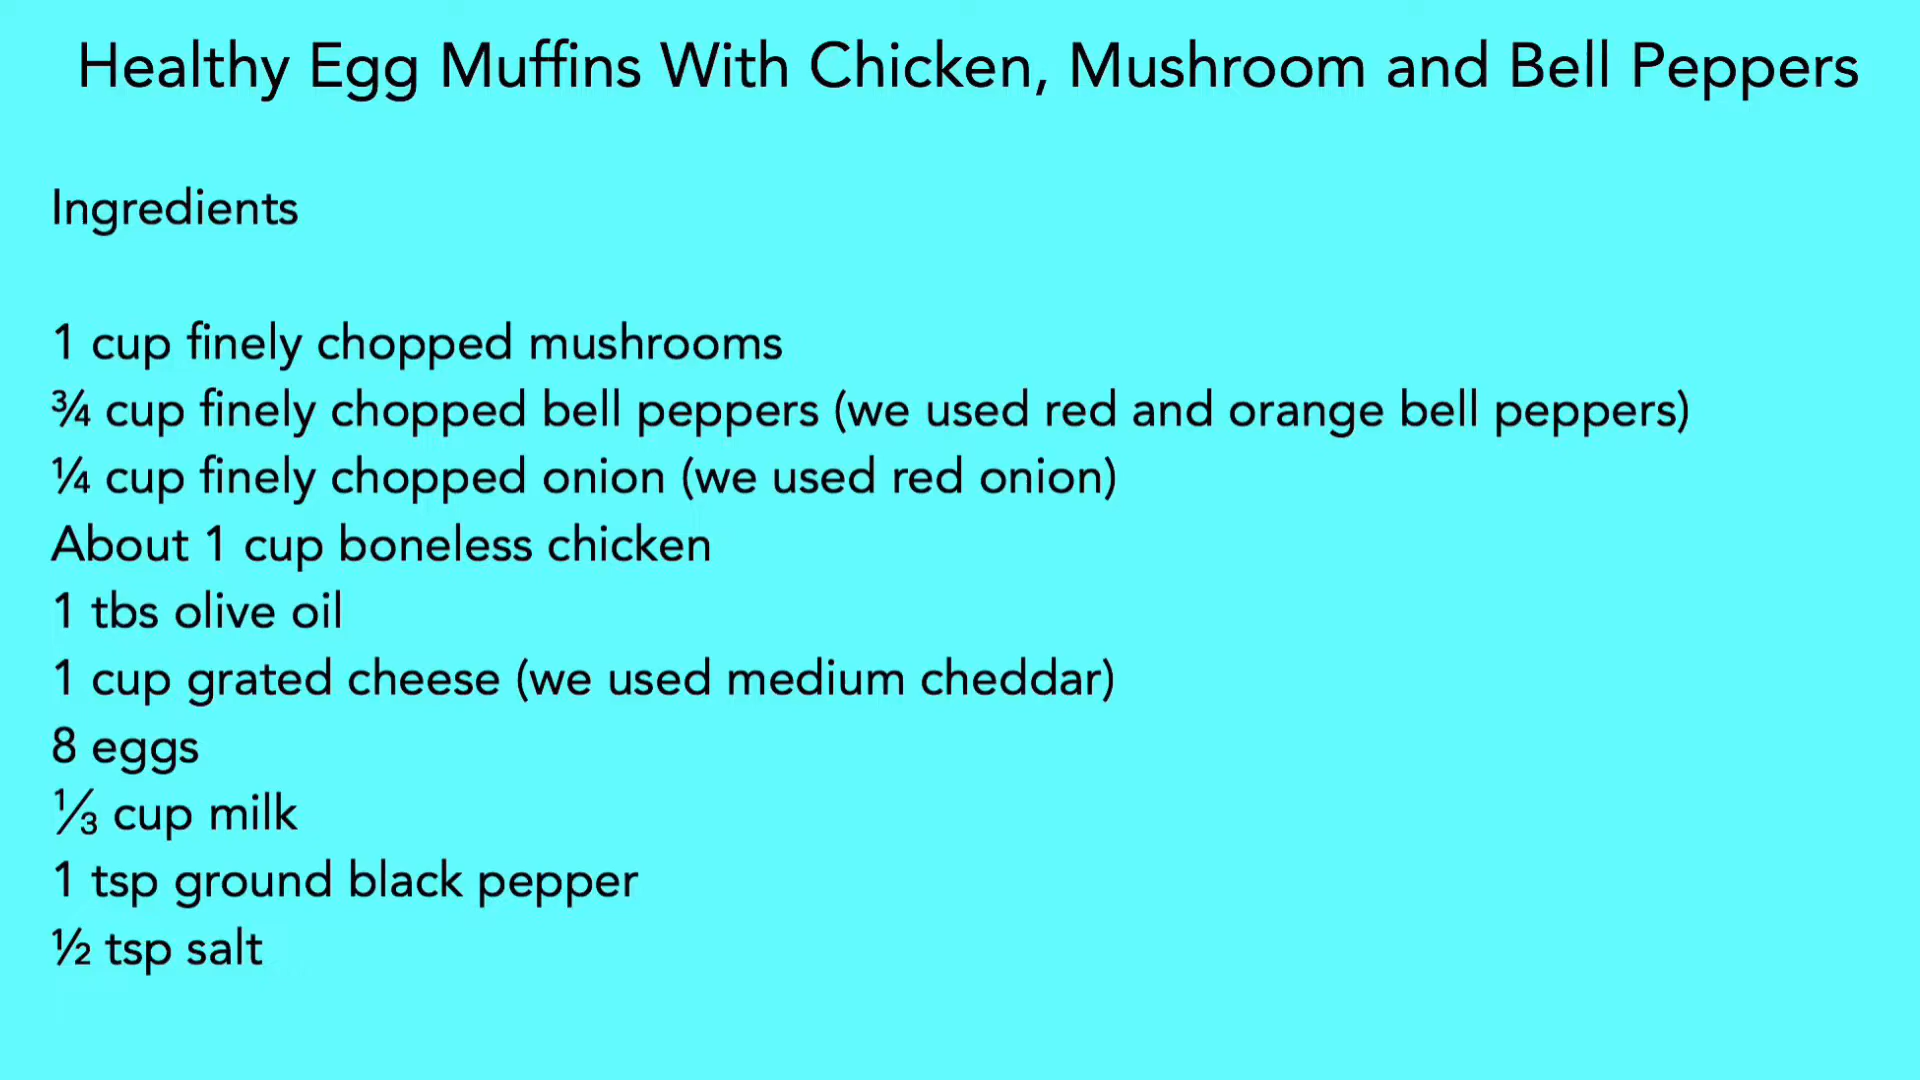 Healthy Egg Muffins With Chicken, Mushroom and Bell Peppers
Ingredients
1 cup finely chopped mushrooms
¾ cup finely chopped bell peppers (we used red and orange bell peppers)
¼ cup finely chopped onion (we used red onion)
About 1 cup boneless chicken
1 tbs olive oil
1 cup grated cheese (we used medium cheddar)
8 eggs
⅓ cup milk
1 tsp ground black pepper
½ tsp salt